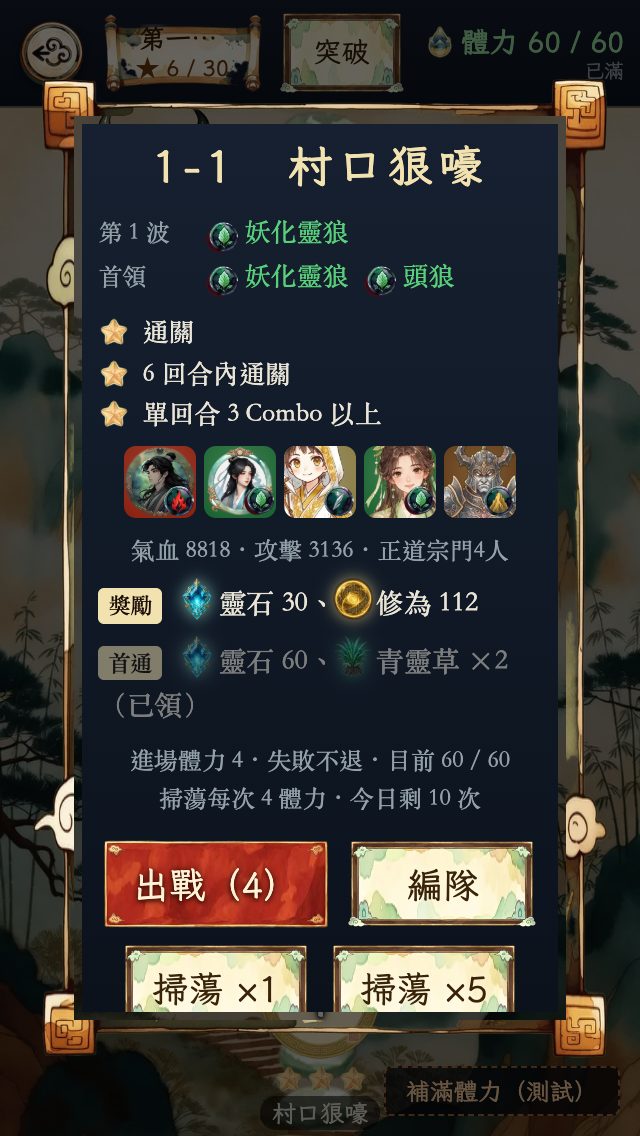 第一…
★ 6 / 30
突破
體力 60 / 60
已滿
1-1 村口狼嚎
第 1 波 妖化靈狼
首領 妖化靈狼 頭狼
通關
6 回合內通關
單回合 3 Combo 以上
氣血 8818 · 攻擊 3136 · 正道宗門4人
獎勵 靈石 30、修為 112
首通 靈石 60、青靈草 ×2
（已領）
進場體力 4 · 失敗不退 · 目前 60 / 60
掃蕩每次 4 體力 · 今日剩 10 次
出戰（4）
編隊
掃蕩 ×1
掃蕩 ×5
補滿體力（測試）
村口狼嚎